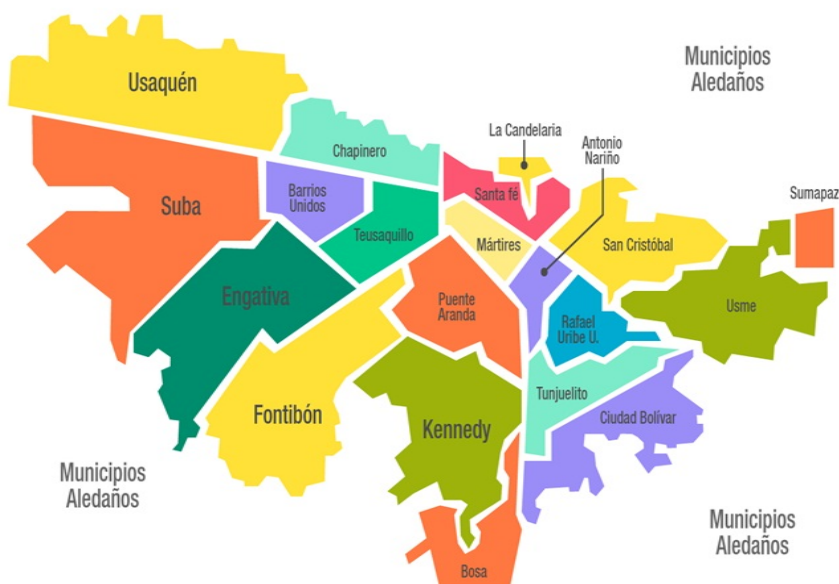 Usaquén
Municipios
Aledaños
La Candelaria
Antonio
Nariño
Chapinero
Barrios
Unidos
Santa fé
Sumapaz
Suba
Teusaquillo
Mártires
San Cristóbal
Engativa
Puente
Aranda
Rafael
Uribe U.
Usme
Tunjuelito
Fontibón
Kennedy
Ciudad Bolívar
Municipios
Aledaños
Municipios
Aledaños
Bosa